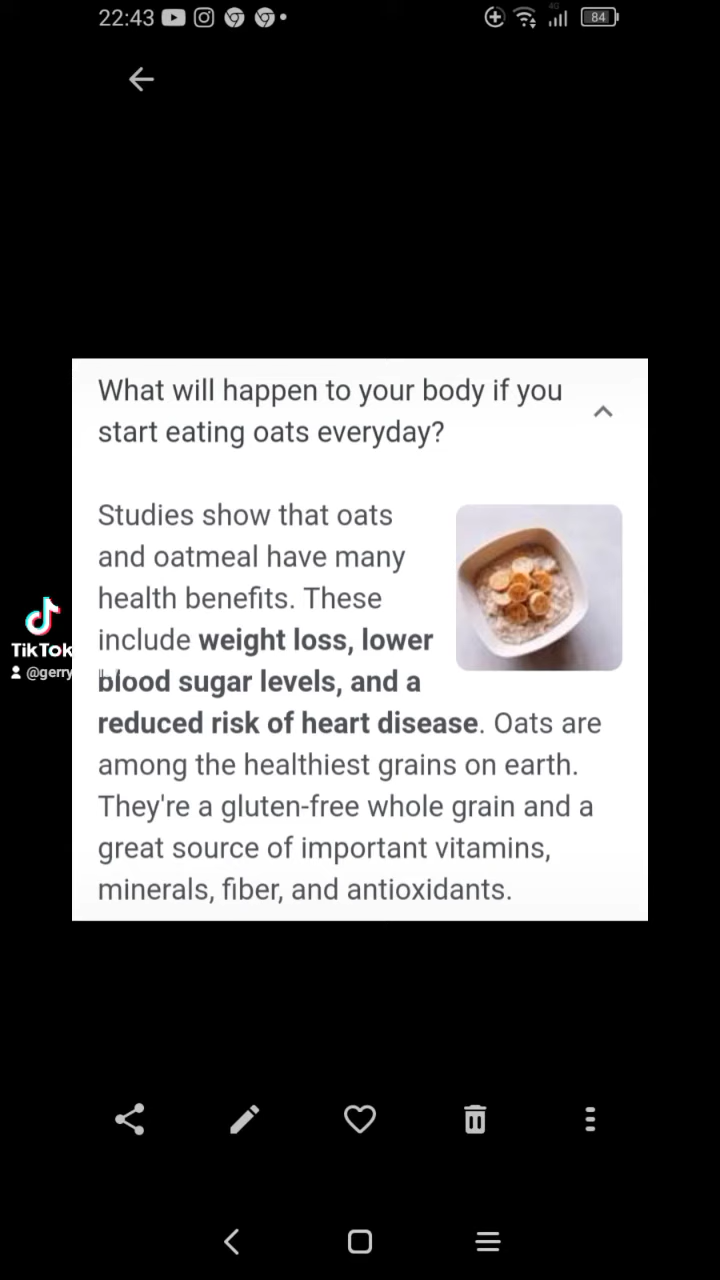 22:43
84
What will happen to your body if you
start eating oats everyday?
Studies show that oats
and oatmeal have many
health benefits. These
include weight loss, lower
blood sugar levels, and a
reduced risk of heart disease. Oats are
among the healthiest grains on earth.
They're a gluten-free whole grain and a
great source of important vitamins,
minerals, fiber, and antioxidants.
TikTok
@gerry